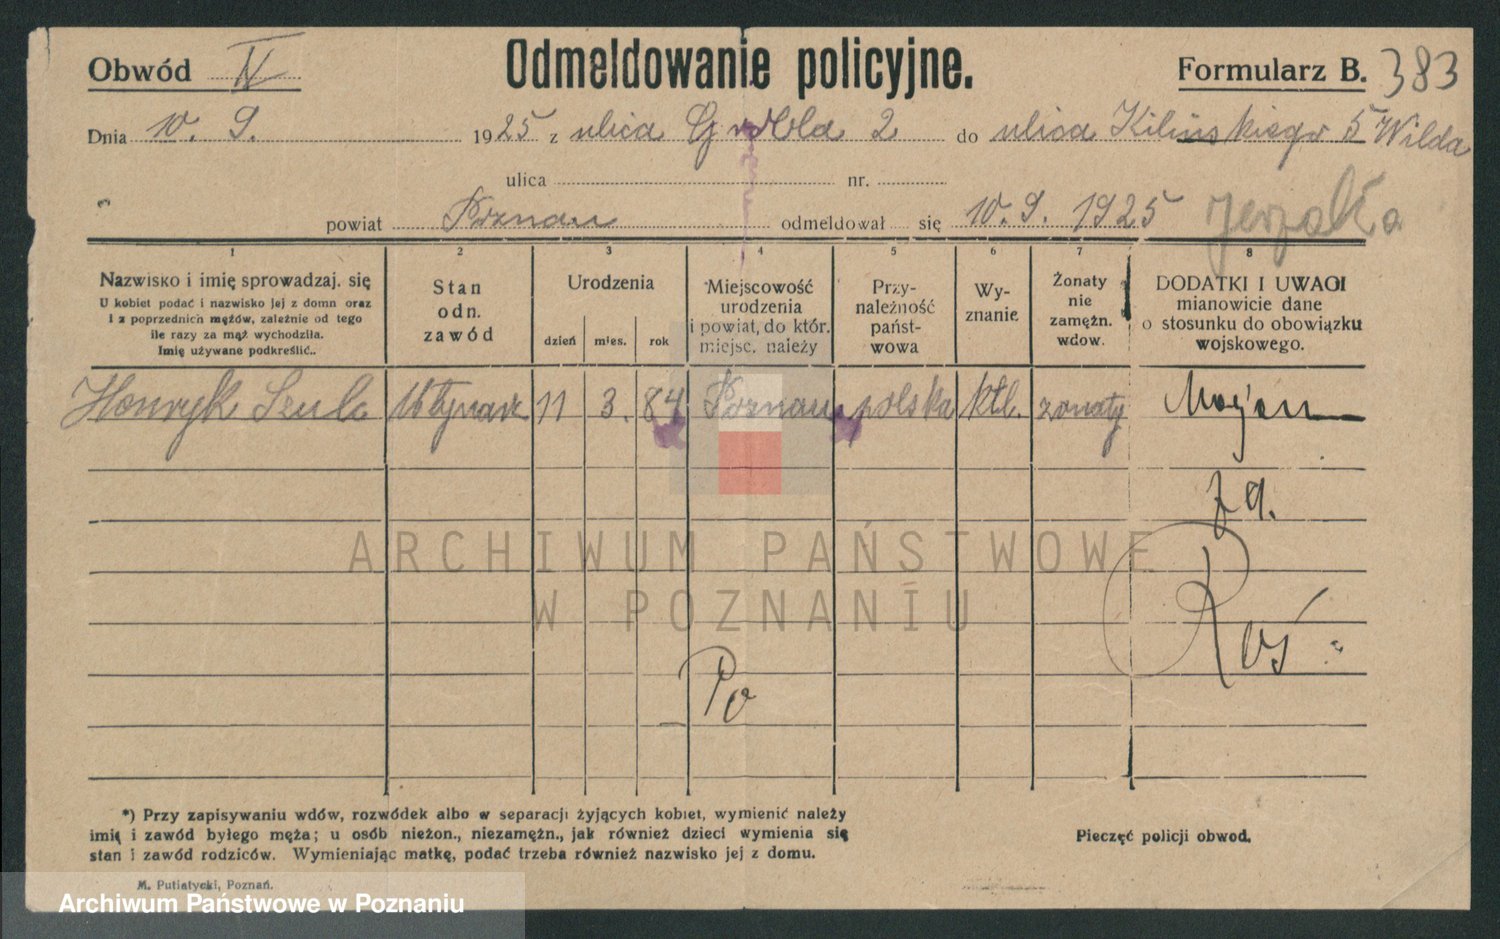 Obwód IV Odmeldowanie policyjne. Formularz B. 383
Dnia 10. 9. 1925 z ulica 2 do ulica Kilińskiego 5 Wilda
ulica nr.
powiat Poznań odmeldował się 10. 9. 1925
1 2 3 4 5 6 7 8
Nazwisko i imię sprowadzaj. się
U kobiet podać i nazwisko jej z domn oraz
i z poprzednich mężów, zależnie od tego
ile razy za mąż wychodziła.
Imię używane podkreślić..
Stan
odn.
zawód
Urodzenia
dzień mies. rok
Miejscowość
urodzenia
i powiat, do któr.
miejsc. należy
Przy-
należność
państ-
wowa
Wy-
znanie
Żonaty
nie
zamężn.
wdow.
DODATKI I UWAGI
mianowicie dane
o stosunku do obowiązku
wojskowego.
Henryk Szulc 11 3. 84 Poznań polska ktl. żonaty
ARCHIWUM PAŃSTWOWE
W POZNANIU
*) Przy zapisywaniu wdów, rozwódek albo w separacji żyjących kobiet, wymienić należy
imię i zawód byłego męża; u osób nieżon., niezamężn., jak również dzieci wymienia się
stan i zawód rodziców. Wymieniając matkę, podać trzeba również nazwisko jej z domu.
Pieczęć policji obwod.
M. Putiatycki, Poznań.
Archiwum Państwowe w Poznaniu